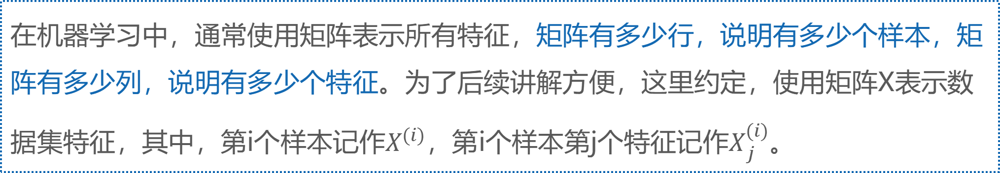 在机器学习中，通常使用矩阵表示所有特征，矩阵有多少行，说明有多少个样本，矩
阵有多少列，说明有多少个特征。为了后续讲解方便，这里约定，使用矩阵X表示数
据集特征，其中，第i个样本记作$X^{(i)}$，第i个样本第j个特征记作$X_j^{(i)}$。